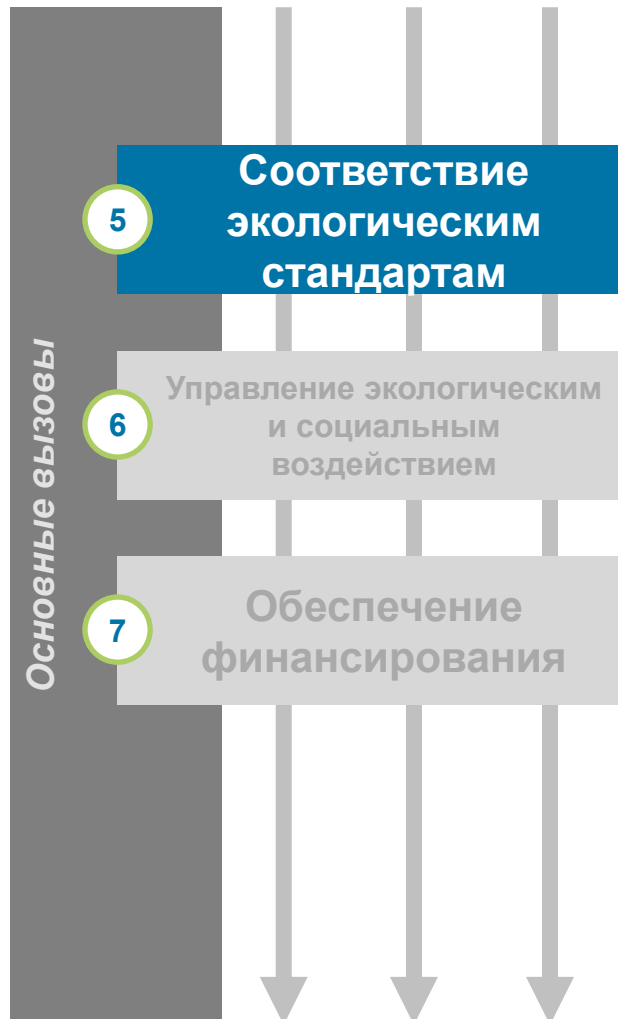 Основные вызовы
5
Соответствие
экологическим
стандартам
6
Управление экологическим
и социальным
воздействием
7
Обеспечение
финансирования